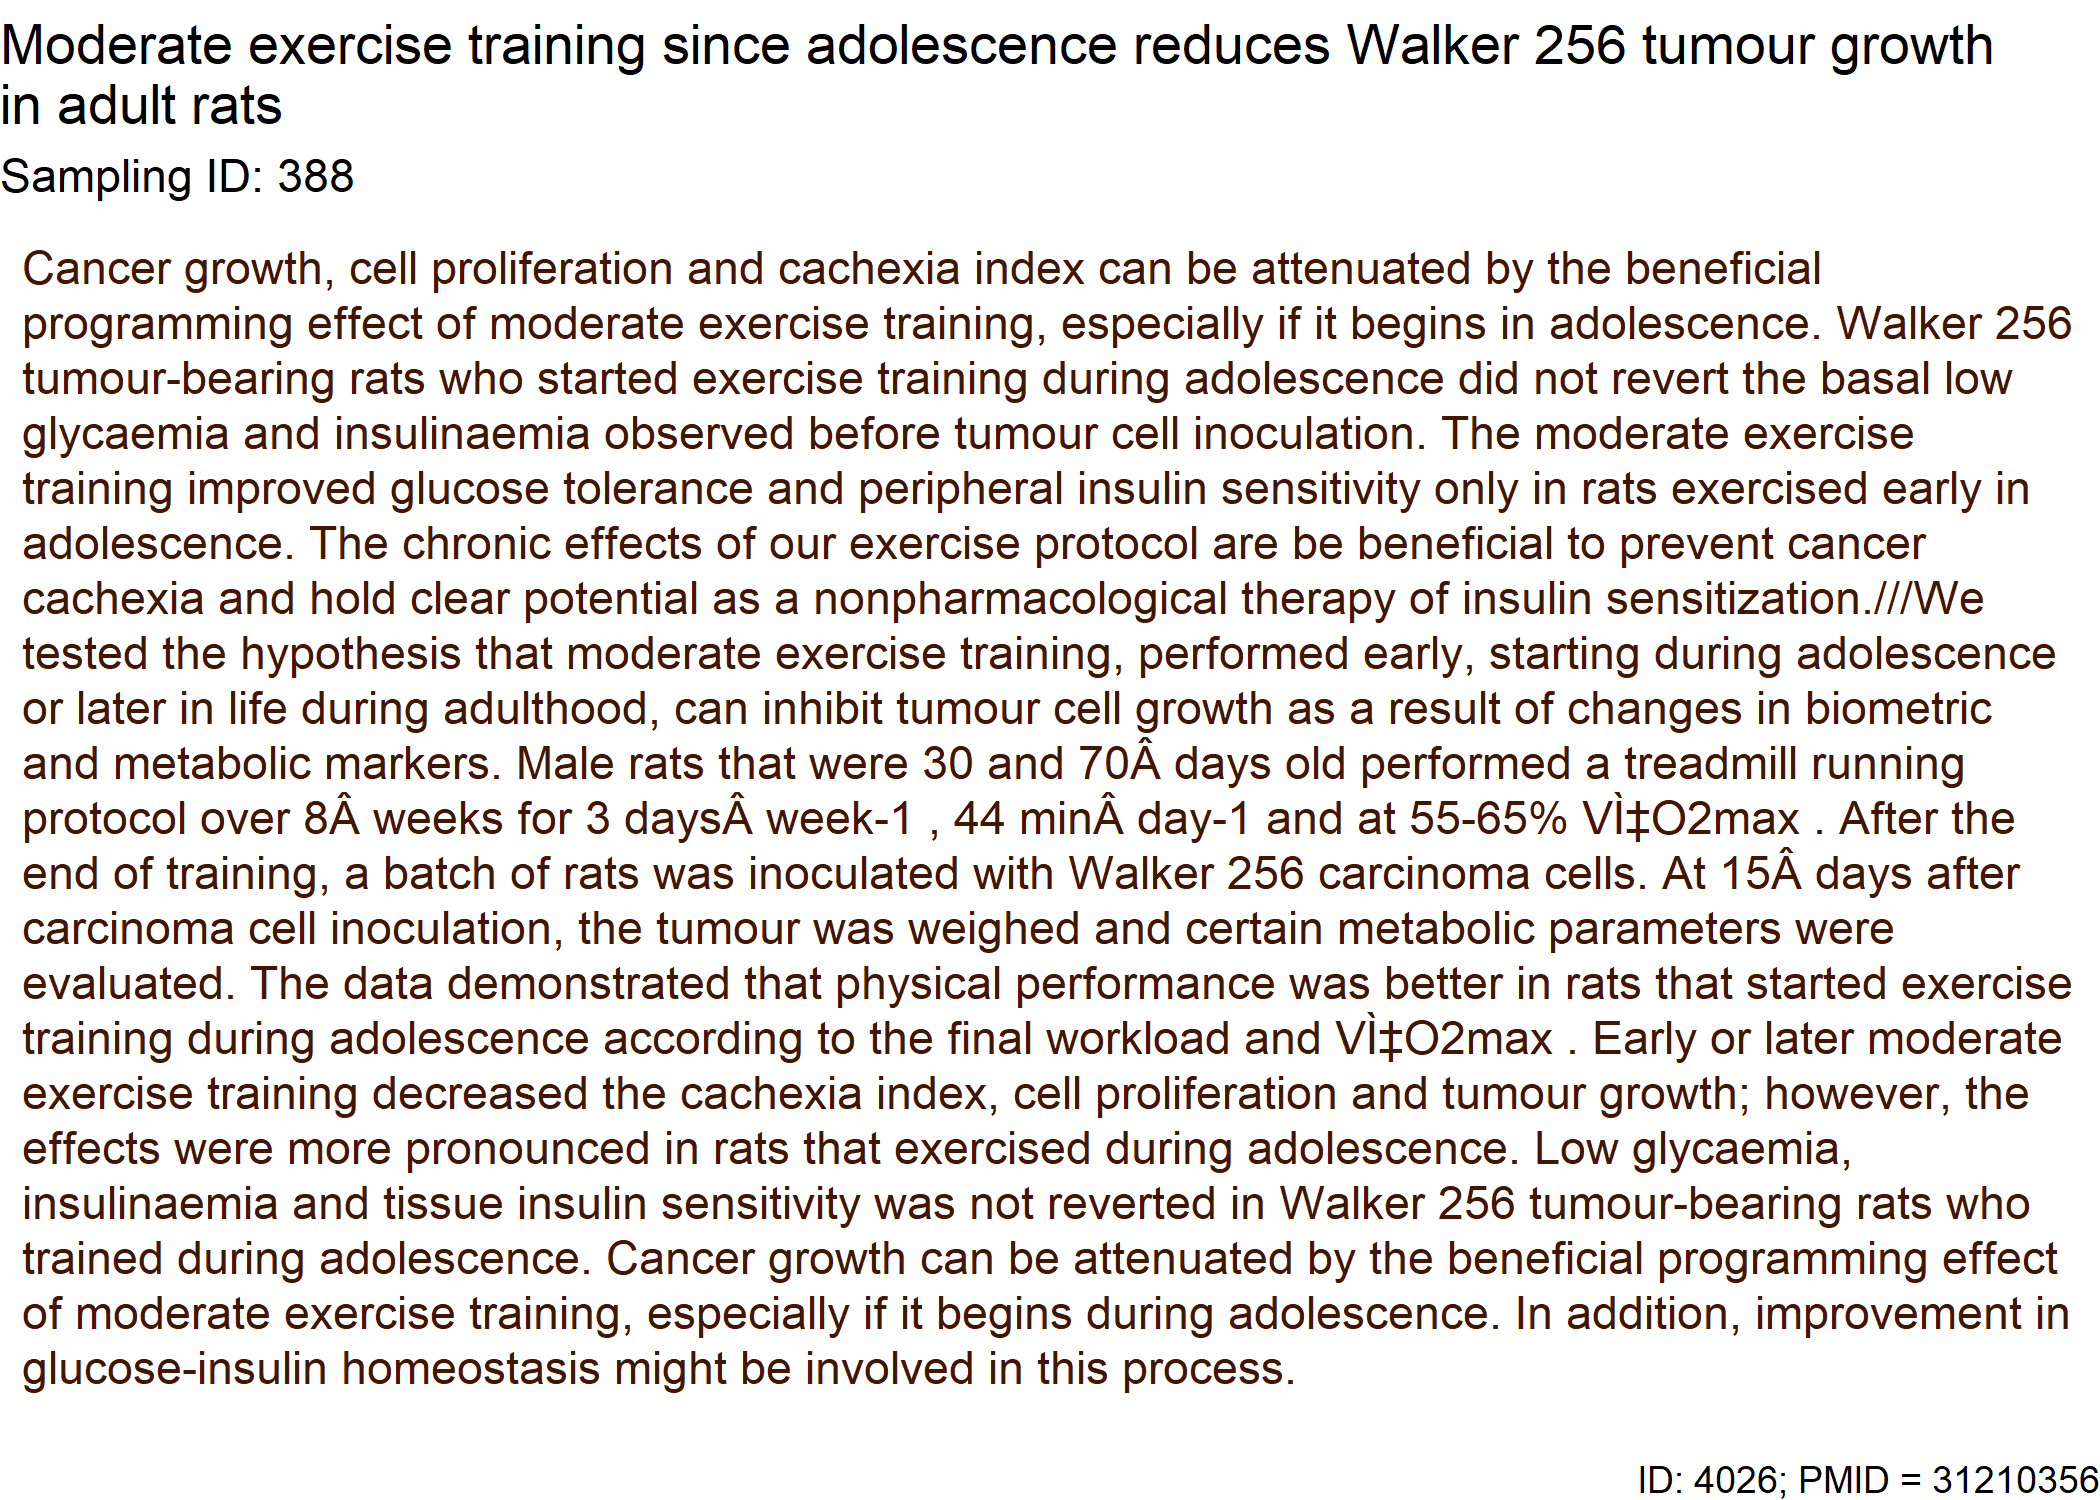 Moderate exercise training since adolescence reduces Walker 256 tumour growth
in adult rats
Sampling ID: 388
Cancer growth, cell proliferation and cachexia index can be attenuated by the beneficial
programming effect of moderate exercise training, especially if it begins in adolescence. Walker 256
tumour-bearing rats who started exercise training during adolescence did not revert the basal low
glycaemia and insulinaemia observed before tumour cell inoculation. The moderate exercise
training improved glucose tolerance and peripheral insulin sensitivity only in rats exercised early in
adolescence. The chronic effects of our exercise protocol are be beneficial to prevent cancer
cachexia and hold clear potential as a nonpharmacological therapy of insulin sensitization.///We
tested the hypothesis that moderate exercise training, performed early, starting during adolescence
or later in life during adulthood, can inhibit tumour cell growth as a result of changes in biometric
and metabolic markers. Male rats that were 30 and 70Â days old performed a treadmill running
protocol over 8Â weeks for 3 daysÂ week-1 , 44 minÂ day-1 and at 55-65% VÌ‡O2max . After the
end of training, a batch of rats was inoculated with Walker 256 carcinoma cells. At 15Â days after
carcinoma cell inoculation, the tumour was weighed and certain metabolic parameters were
evaluated. The data demonstrated that physical performance was better in rats that started exercise
training during adolescence according to the final workload and VÌ‡O2max . Early or later moderate
exercise training decreased the cachexia index, cell proliferation and tumour growth; however, the
effects were more pronounced in rats that exercised during adolescence. Low glycaemia,
insulinaemia and tissue insulin sensitivity was not reverted in Walker 256 tumour-bearing rats who
trained during adolescence. Cancer growth can be attenuated by the beneficial programming effect
of moderate exercise training, especially if it begins during adolescence. In addition, improvement in
glucose-insulin homeostasis might be involved in this process.
ID: 4026; PMID = 31210356